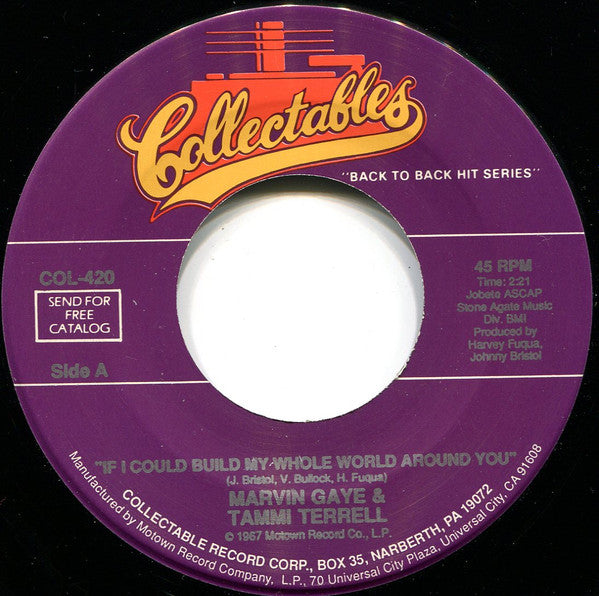 Collectables
"BACK TO BACK HIT SERIES"
COL-420
SEND FOR
FREE
CATALOG
Side A
45 RPM
Time: 2:21
Jobete ASCAP
Stone Agate Music
Div. BMI
Produced by
Harvey Fuqua,
Johnny Bristol
"IF I COULD BUILD MY WHOLE WORLD AROUND YOU"
(J. Bristol, V. Bullock, H. Fuqua)
MARVIN GAYE &
TAMMI TERRELL
© 1967 Motown Record Co., L.P.
COLLECTABLE RECORD CORP., BOX 35, NARBERTH, PA 19072
Manufactured by Motown Record Company, L.P., 70 Universal City Plaza, Universal City, CA 91608